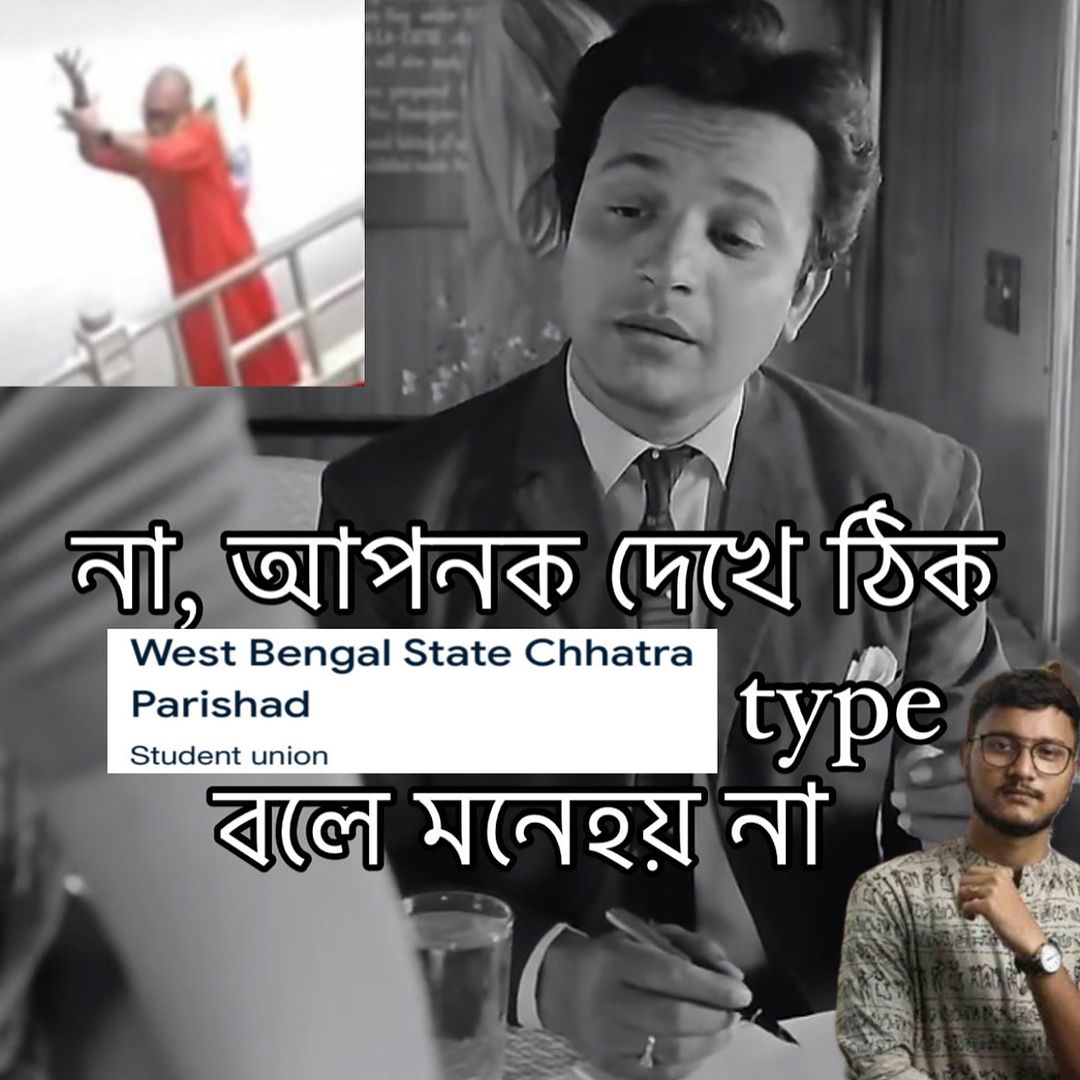 না, আপনক দেখে ঠিক
West Bengal State Chhatra
Parishad
Student union
type
বলে মনেহয় না